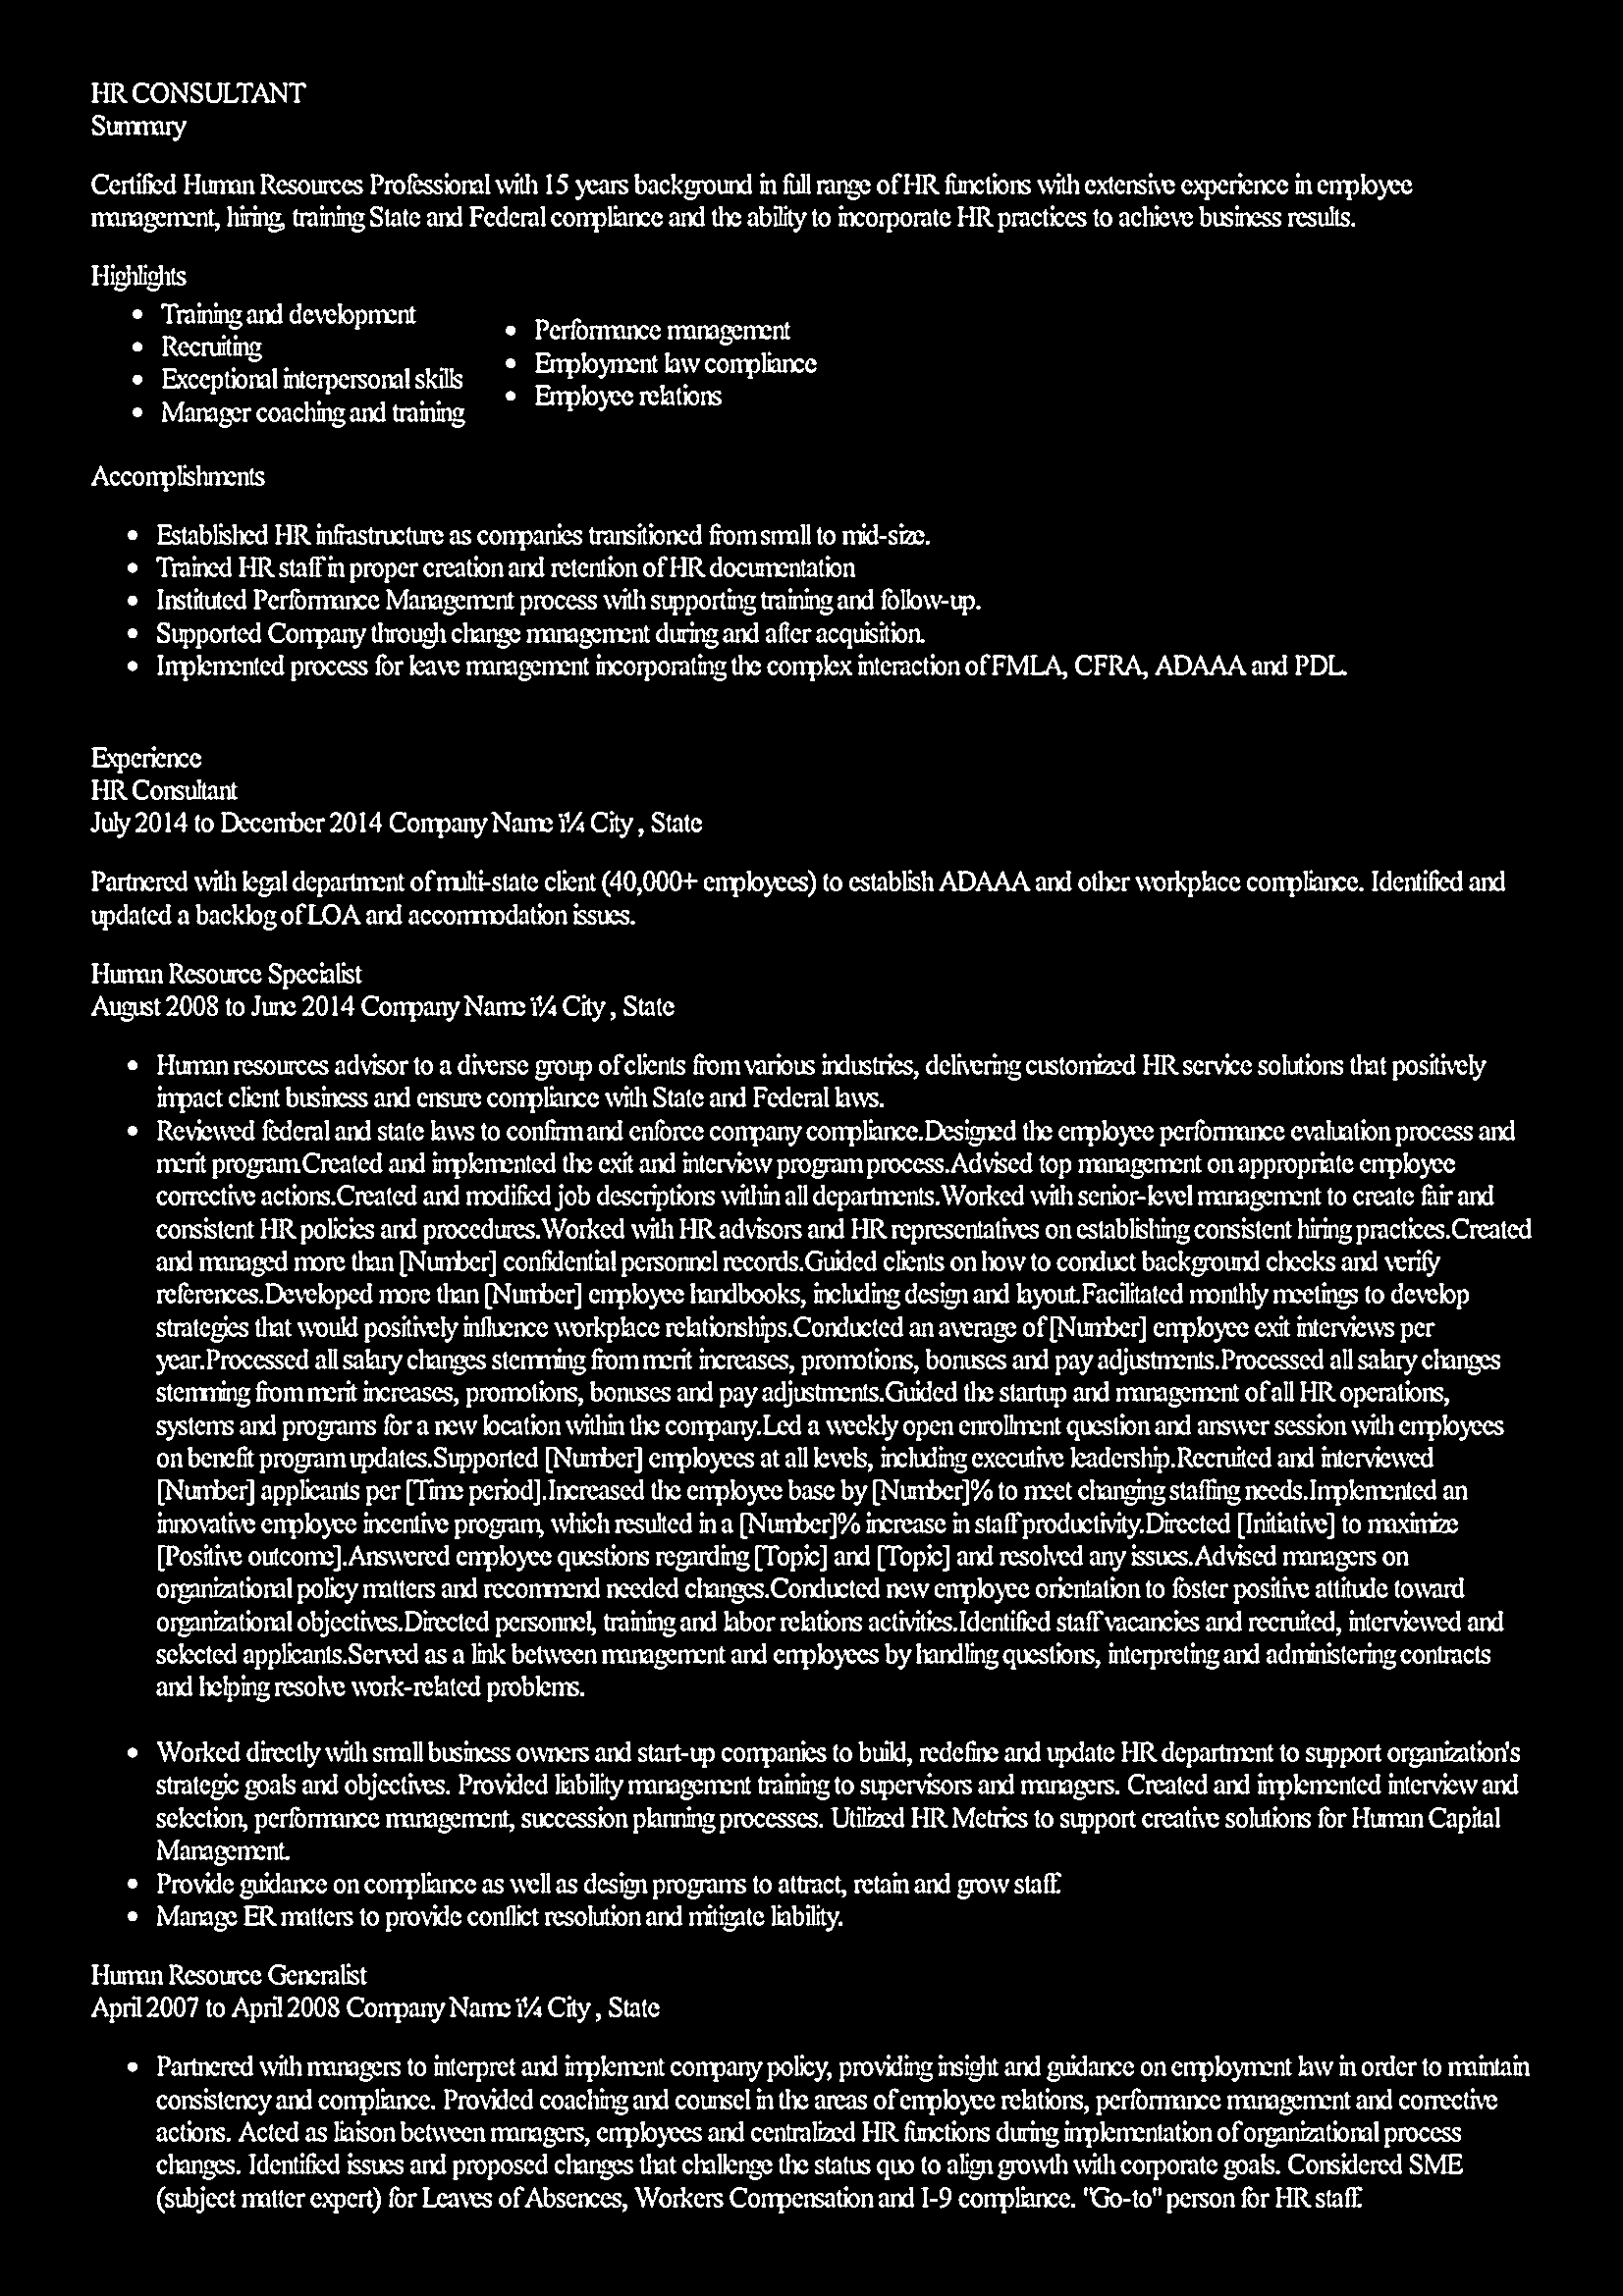 HR CONSULTANT
Summary
Certified Human Resources Professional with 15 years background in full range of HR functions with extensive experience in employee
management, hiring, training State and Federal compliance and the ability to incorporate HR practices to achieve business results.
Highlights
Training and development
Recruiting
Exceptional interpersonal skills
Manager coaching and training
Performance management
Employment law compliance
Employee relations
Accomplishments
Established HR infrastructure as companies transitioned from small to mid-size.
Trained HR staff in proper creation and retention of HR documentation
Instituted Performance Management process with supporting training and follow-up.
Supported Company through change management during and after acquisition.
Implemented process for leave management incorporating the complex interaction of FMLA, CFRA, ADAAA and PDL.
Experience
HR Consultant
July 2014 to December 2014 Company Name ï¼ City , State
Partnered with legal department of multi-state client (40,000+ employees) to establish ADAAA and other workplace compliance. Identified and
updated a backlog of LOA and accommodation issues.
Human Resource Specialist
August 2008 to June 2014 Company Name ï¼ City , State
Human resources advisor to a diverse group of clients from various industries, delivering customized HR service solutions that positively
impact client business and ensure compliance with State and Federal laws.
Reviewed federal and state laws to confirm and enforce company compliance.Designed the employee performance evaluation process and
merit program.Created and implemented the exit and interview program process.Advised top management on appropriate employee
corrective actions.Created and modified job descriptions within all departments.Worked with senior-level management to create fair and
consistent HR policies and procedures.Worked with HR advisors and HR representatives on establishing consistent hiring practices.Created
and managed more than [Number] confidential personnel records.Guided clients on how to conduct background checks and verify
references.Developed more than [Number] employee handbooks, including design and layout.Facilitated monthly meetings to develop
strategies that would positively influence workplace relationships.Conducted an average of [Number] employee exit interviews per
year.Processed all salary changes stemming from merit increases, promotions, bonuses and pay adjustments.Processed all salary changes
stemming from merit increases, promotions, bonuses and pay adjustments.Guided the startup and management of all HR operations,
systems and programs for a new location within the company.Led a weekly open enrollment question and answer session with employees
on benefit program updates.Supported [Number] employees at all levels, including executive leadership.Recruited and interviewed
[Number] applicants per [Time period].Increased the employee base by [Number]% to meet changing staffing needs.Implemented an
innovative employee incentive program, which resulted in a [Number]% increase in staff productivity.Directed [Initiative] to maximize
[Positive outcome].Answered employee questions regarding [Topic] and [Topic] and resolved any issues.Advised managers on
organizational policy matters and recommend needed changes.Conducted new employee orientation to foster positive attitude toward
organizational objectives.Directed personnel, training and labor relations activities.Identified staff vacancies and recruited, interviewed and
selected applicants.Served as a link between management and employees by handling questions, interpreting and administering contracts
and helping resolve work-related problems.
Worked directly with small business owners and start-up companies to build, redefine and update HR department to support organization's
strategic goals and objectives. Provided liability management training to supervisors and managers. Created and implemented interview and
selection, performance management, succession planning processes. Utilized HR Metrics to support creative solutions for Human Capital
Management.
Provide guidance on compliance as well as design programs to attract, retain and grow staff.
Manage ER matters to provide conflict resolution and mitigate liability.
Human Resource Generalist
April 2007 to April 2008 Company Name ï¼ City , State
Partnered with managers to interpret and implement company policy, providing insight and guidance on employment law in order to maintain
consistency and compliance. Provided coaching and counsel in the areas of employee relations, performance management and corrective
actions. Acted as liaison between managers, employees and centralized HR functions during implementation of organizational process
changes. Identified issues and proposed changes that challenge the status quo to align growth with corporate goals. Considered SME
(subject matter expert) for Leaves of Absences, Workers Compensation and I-9 compliance. "Go-to" person for HR staff.